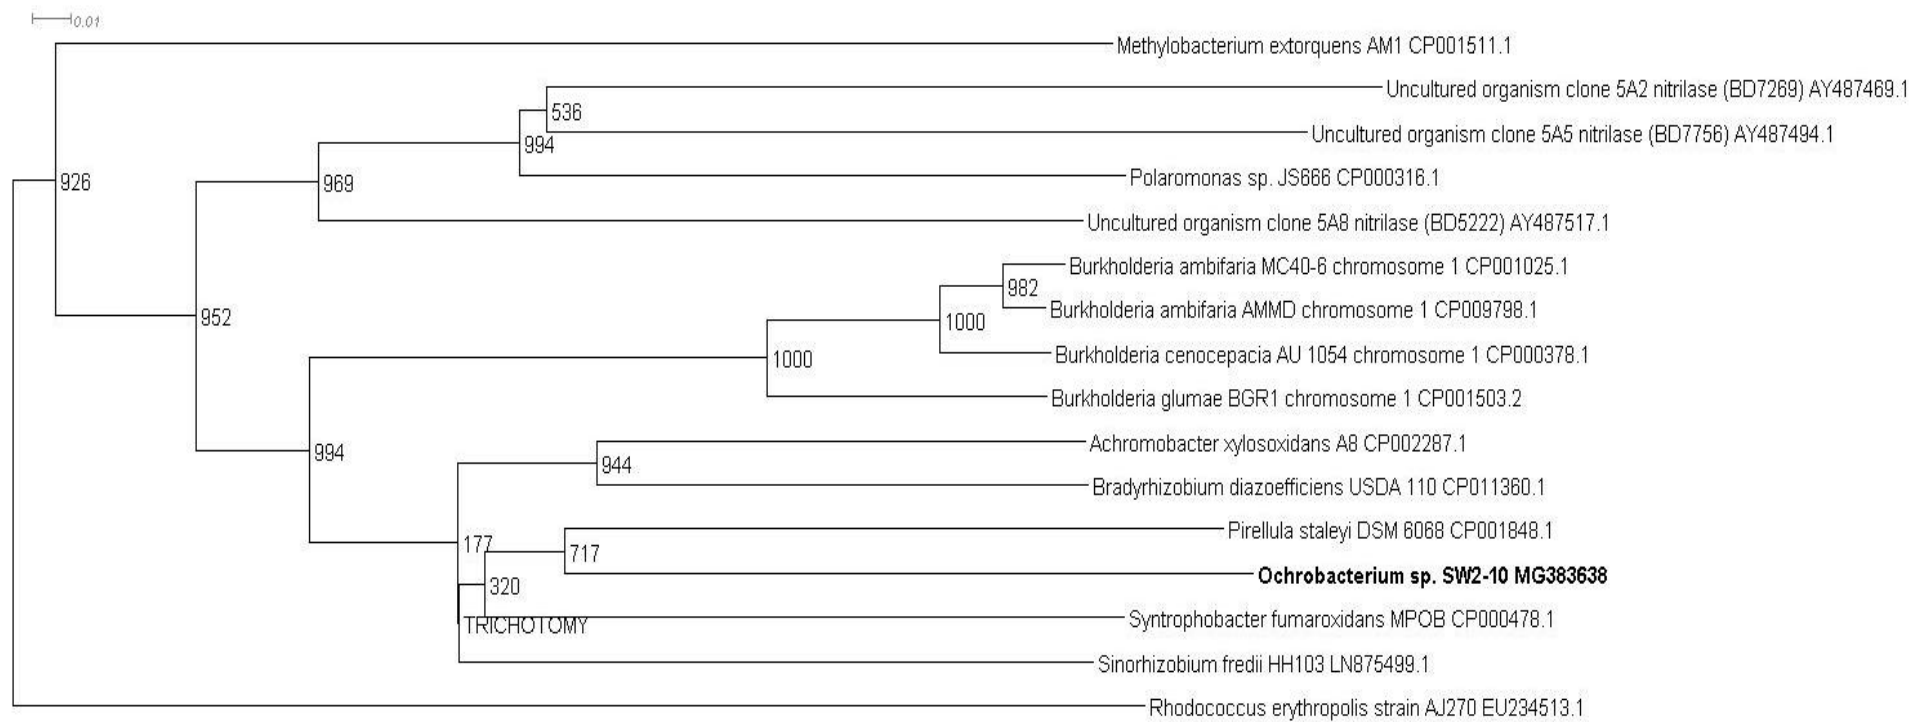 0.01
Methylobacterium extorquens AM1 CP001511.1
Uncultured organism clone 5A2 nitrilase (BD7269) AY487469.1
536
Uncultured organism clone 5A5 nitrilase (BD7756) AY487494.1
994
Polaromonas sp. JS666 CP000316.1
926
969
Uncultured organism clone 5A8 nitrilase (BD5222) AY487517.1
Burkholderia ambifaria MC40-6 chromosome 1 CP001025.1
982
Burkholderia ambifaria AMMD chromosome 1 CP009798.1
952
1000
Burkholderia cenocepacia AU 1054 chromosome 1 CP000378.1
1000
Burkholderia glumae BGR1 chromosome 1 CP001503.2
Achromobacter xylosoxidans A8 CP002287.1
994
944
Bradyrhizobium diazoefficiens USDA 110 CP011360.1
Pirellula staleyi DSM 6068 CP001848.1
177
717
Ochrobacterium sp. SW2-10 MG383638
320
Syntrophobacter fumaroxidans MPOB CP000478.1
TRICHOTOMY
Sinorhizobium fredii HH103 LN875499.1
Rhodococcus erythropolis strain AJ270 EU234513.1